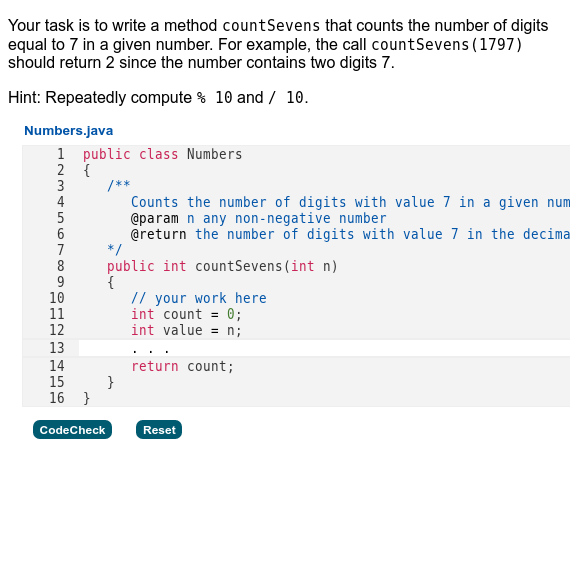 Your task is to write a method countSevens that counts the number of digits
equal to 7 in a given number. For example, the call countSevens(1797)
should return 2 since the number contains two digits 7.
Hint: Repeatedly compute % 10 and / 10.
Numbers.java
1 public class Numbers
2 {
3 /**
4 Counts the number of digits with value 7 in a given num
5 @param n any non-negative number
6 @return the number of digits with value 7 in the decima
7 */
8 public int countSevens(int n)
9 {
10 // your work here
11 int count = 0;
12 int value = n;
13 . . .
14 return count;
15 }
16 }
CodeCheck Reset